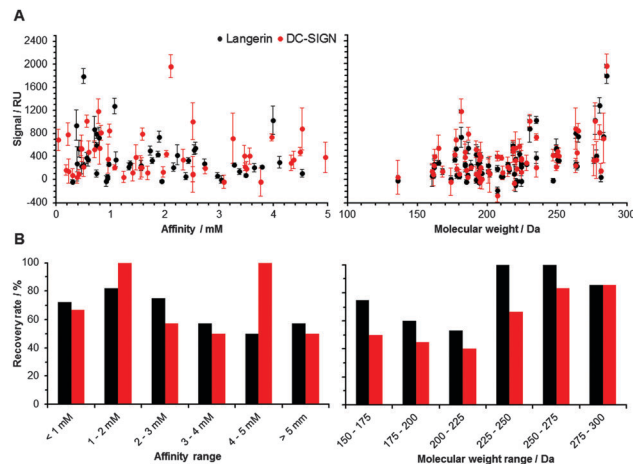 A
Langerin DC-SIGN
Signal / RU
2400
2000
1600
1200
800
400
0
-400
0 1 2 3 4 5
Affinity / mM
100 150 200 250 300
Molecular weight / Da
B
Recovery rate / %
100
80
60
40
20
0
< 1 mM 1 - 2 mM 2 - 3 mM 3 - 4 mM 4 - 5 mM > 5 mm
Affinity range
150 - 175 175 - 200 200 - 225 225 - 250 250 - 275 275 - 300
Molecular weight range / Da